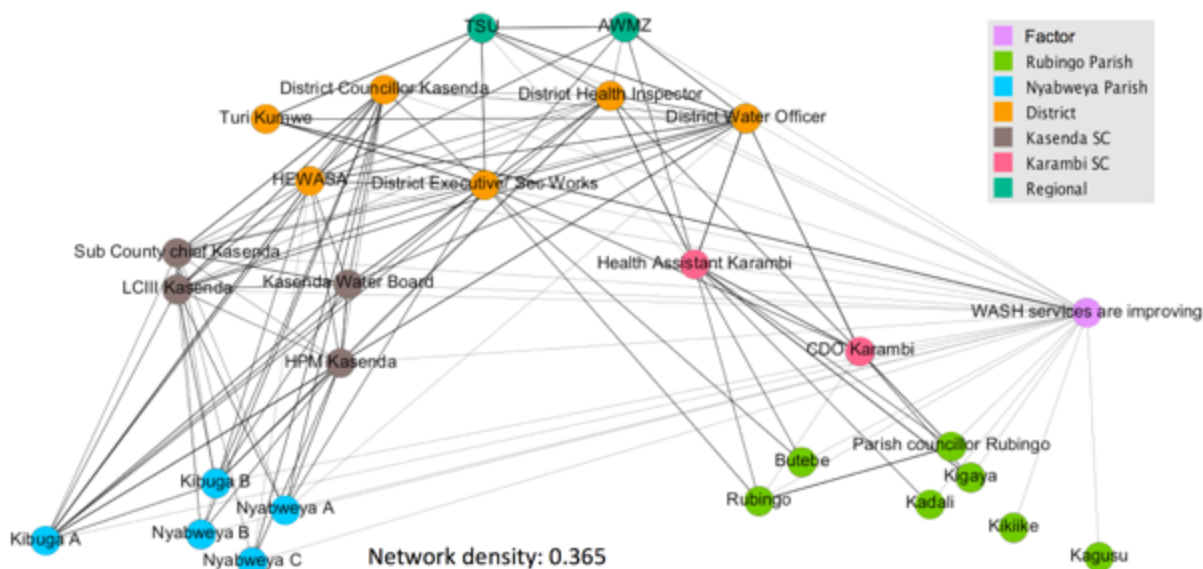 TSU
AWMZ
Factor
Rubingo Parish
Nyabweya Parish
District
Kasenda SC
Karambi SC
Regional
District Councillor Kasenda
District Health Inspector
Turi Kumwe
District Water Officer
HEWASA
District Executive Sec Works
Sub County chief Kasenda
Kasenda Water Board
LCIII Kasenda
Health Assistant Karambi
WASH services are improving
HPM Kasenda
CDO Karambi
Parish councillor Rubingo
Butebe
Kigaya
Kibuga B
Rubingo
Kadali
Nyabweya A
Kikiike
Nyabweya B
Kibuga A
Nyabweya C
Network density: 0.365
Kagusu